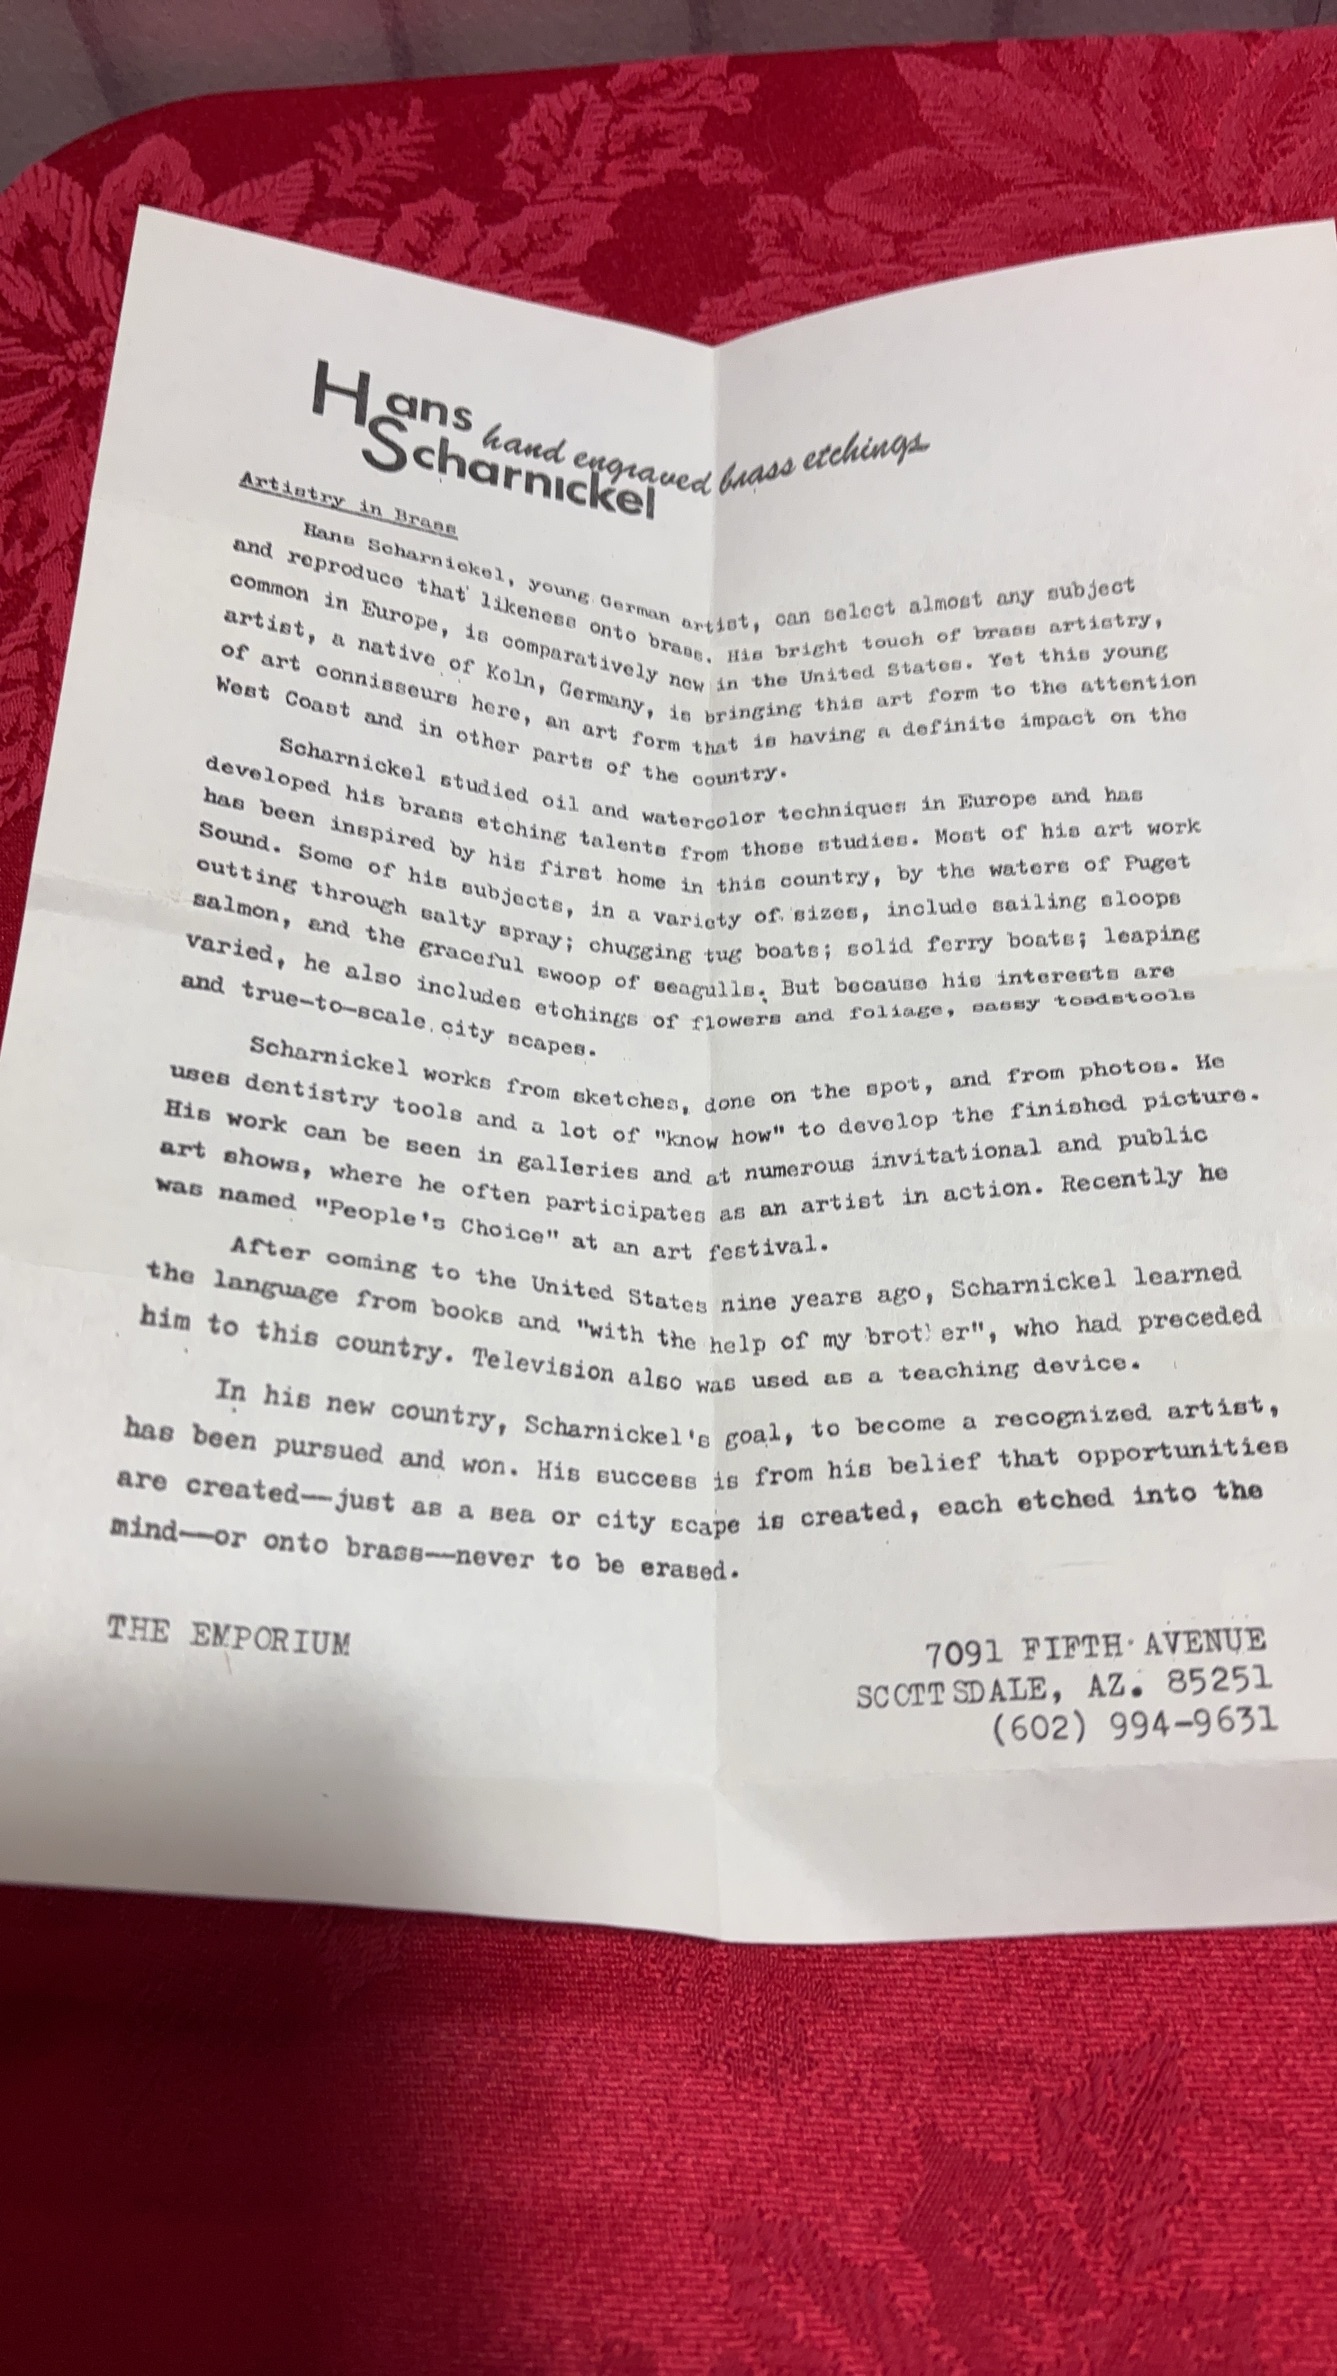 Hans Scharnickel hand engraved brass etchings
Artistry in Brass
Hans Scharnickel, young German artist, can select almost any subject
and reproduce that likeness onto brass. His bright touch of brass artistry,
common in Europe, is comparatively new in the United States. Yet this young
artist, a native of Koln, Germany, is bringing this art form to the attention
of art connisseurs here, an art form that is having a definite impact on the
West Coast and in other parts of the country.
Scharnickel studied oil and watercolor techniques in Europe and has
developed his brass etching talents from those studies. Most of his art work
has been inspired by his first home in this country, by the waters of Puget
Sound. Some of his subjects, in a variety of sizes, include sailing sloops
cutting through salty spray; chugging tug boats; solid ferry boats; leaping
salmon, and the graceful swoop of seagulls. But because his interests are
varied, he also includes etchings of flowers and foliage, sassy toadstools
and true-to-scale city scapes.
Scharnickel works from sketches, done on the spot, and from photos. He
uses dentistry tools and a lot of "know how" to develop the finished picture.
His work can be seen in galleries and at numerous invitational and public
art shows, where he often participates as an artist in action. Recently he
was named "People's Choice" at an art festival.
After coming to the United States nine years ago, Scharnickel learned
the language from books and "with the help of my brother", who had preceded
him to this country. Television also was used as a teaching device.
In his new country, Scharnickel's goal, to become a recognized artist,
has been pursued and won. His success is from his belief that opportunities
are created--just as a sea or city scape is created, each etched into the
mind--or onto brass--never to be erased.
THE EMPORIUM
7091 FIFTH AVENUE
SCOTTSDALE, AZ. 85251
(602) 994-9631